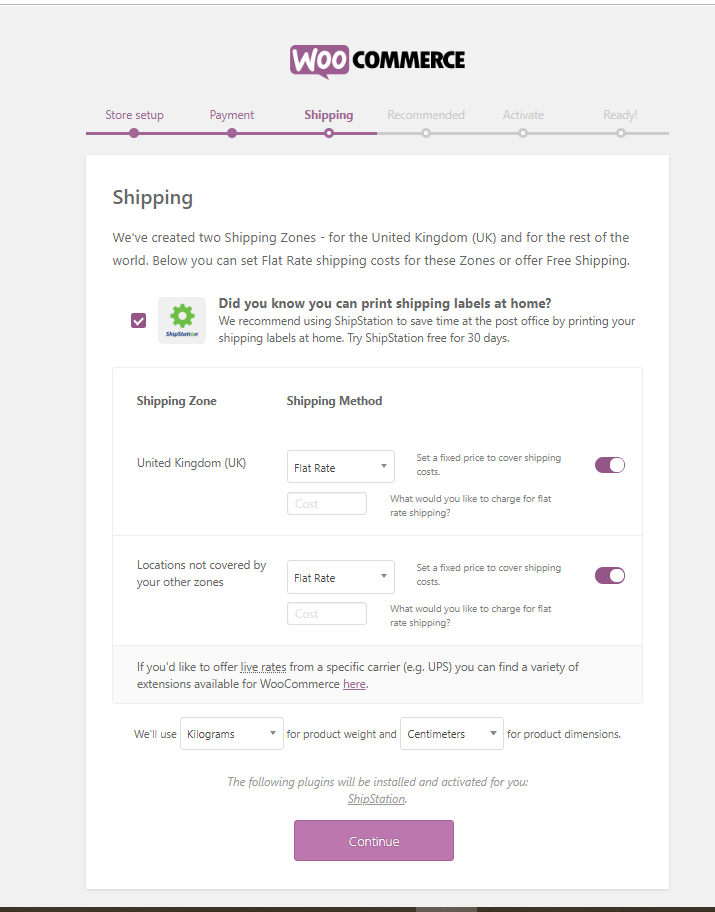 WOO COMMERCE
Store setup Payment Shipping Recommended Activate Ready!
Shipping
We've created two Shipping Zones - for the United Kingdom (UK) and for the rest of the
world. Below you can set Flat Rate shipping costs for these Zones or offer Free Shipping.
ShipStation
Did you know you can print shipping labels at home?
We recommend using ShipStation to save time at the post office by printing your
shipping labels at home. Try ShipStation free for 30 days.
Shipping Zone Shipping Method
United Kingdom (UK)
Flat Rate
Set a fixed price to cover shipping
costs.
Cost
What would you like to charge for flat
rate shipping?
Locations not covered by
your other zones
Flat Rate
Set a fixed price to cover shipping
costs.
Cost
What would you like to charge for flat
rate shipping?
If you'd like to offer live rates from a specific carrier (e.g. UPS) you can find a variety of
extensions available for WooCommerce here.
We'll use Kilograms for product weight and Centimeters for product dimensions.
The following plugins will be installed and activated for you:
ShipStation.
Continue